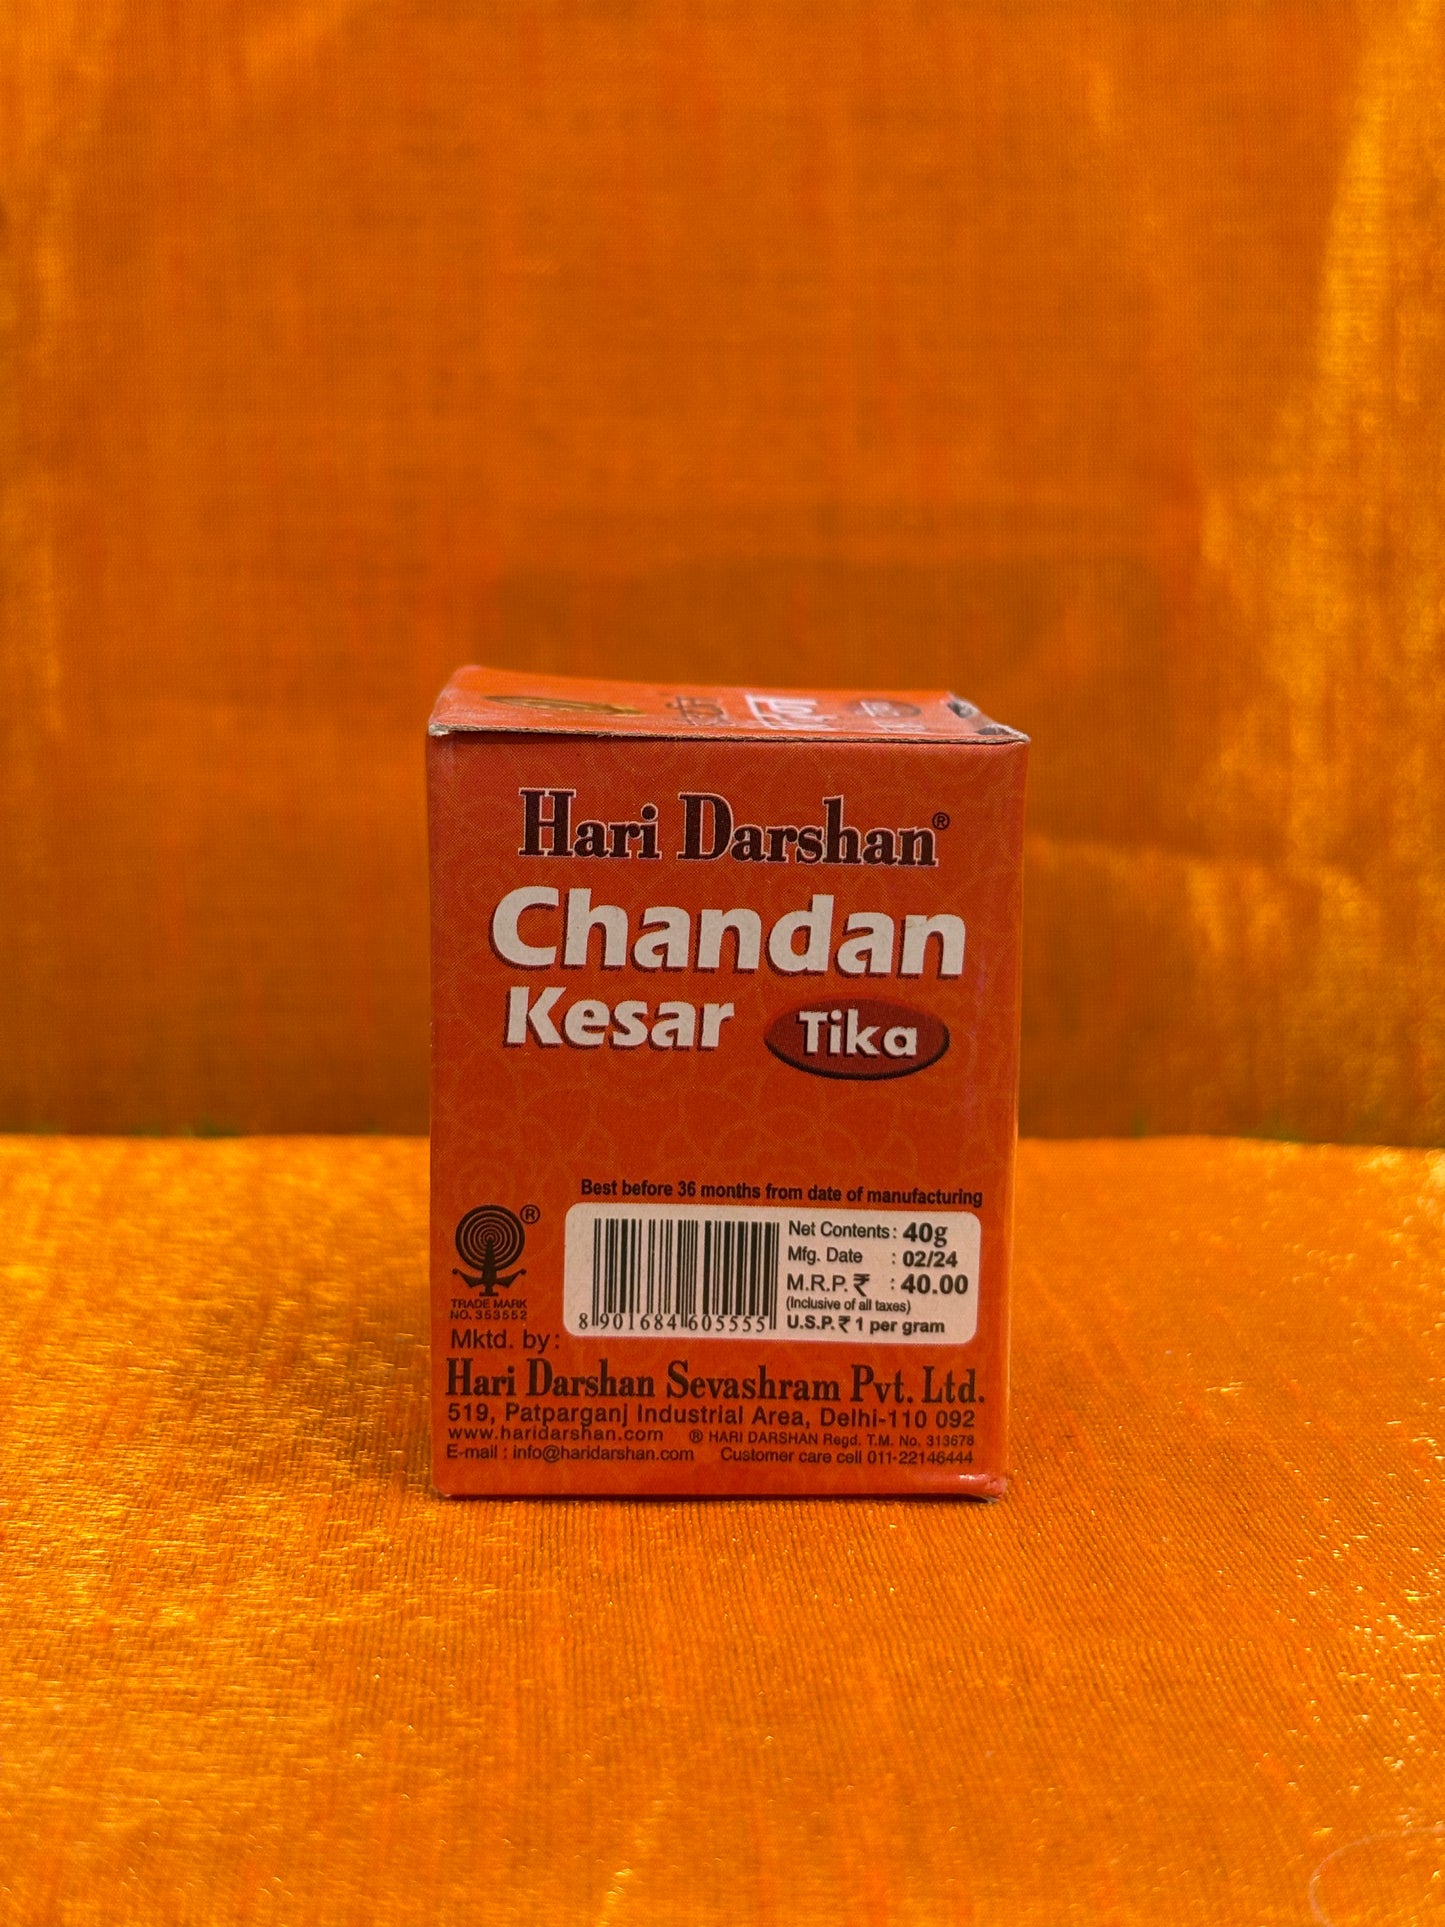 Hari Darshan®
Chandan
Kesar Tika
Best before 36 months from date of manufacturing
®
TRADE MARK
NO. 353552
8 901684 605555
Net Contents : 40g
Mfg. Date : 02/24
M.R.P. ₹ : 40.00
(Inclusive of all taxes)
U.S.P. ₹ 1 per gram
Mktd. by :
Hari Darshan Sevashram Pvt. Ltd.
519, Patparganj Industrial Area, Delhi-110 092
www.haridarshan.com ® HARI DARSHAN Regd. T.M. No. 313678
E-mail : info@haridarshan.com Customer care cell 011-22146444